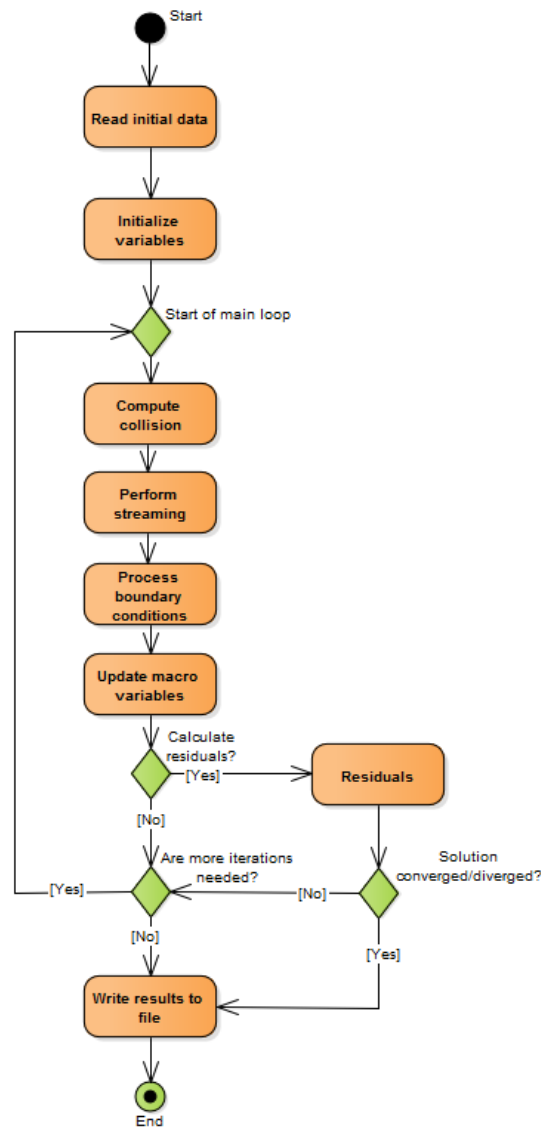 Start
Read initial data
Initialize
variables
Start of main loop
Compute
collision
Perform
streaming
Process
boundary
conditions
Update macro
variables
Calculate
residuals?
[Yes]
Residuals
[No]
Are more iterations
needed?
Solution
converged/diverged?
[Yes]
[No]
[No]
[Yes]
Write results to
file
End